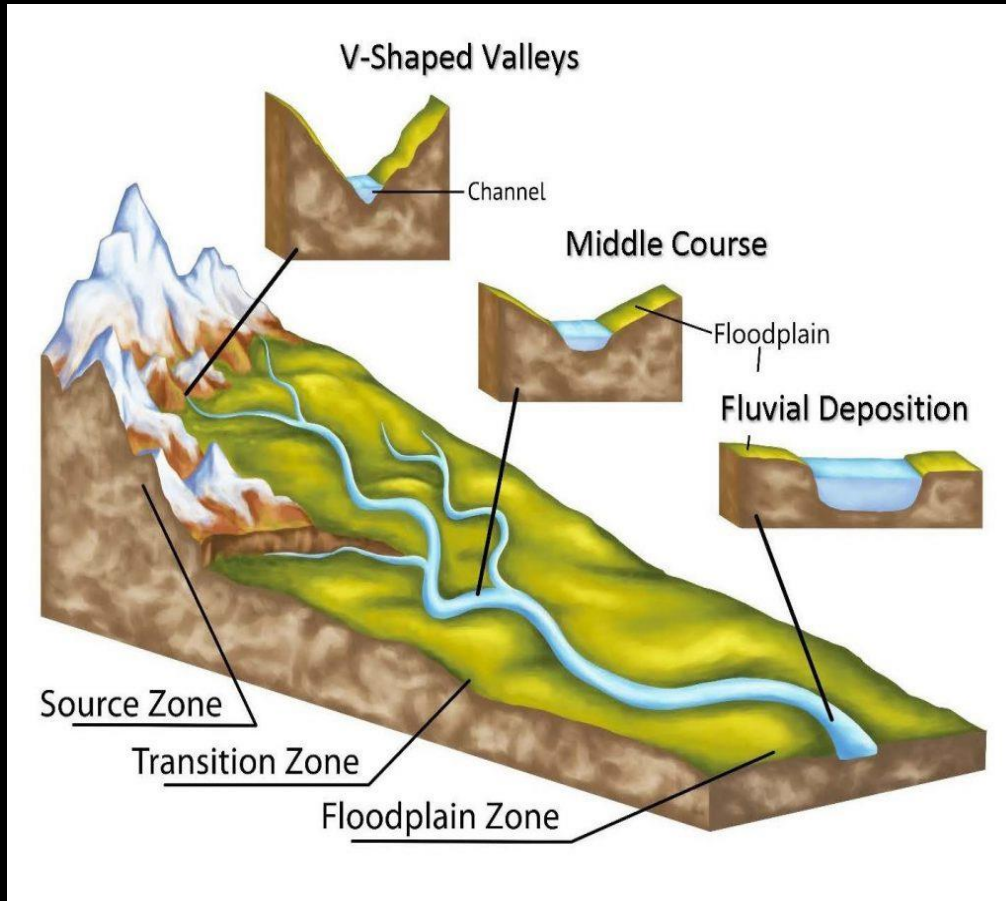 V-Shaped Valleys
Channel
Middle Course
Floodplain
Fluvial Deposition
Source Zone
Transition Zone
Floodplain Zone